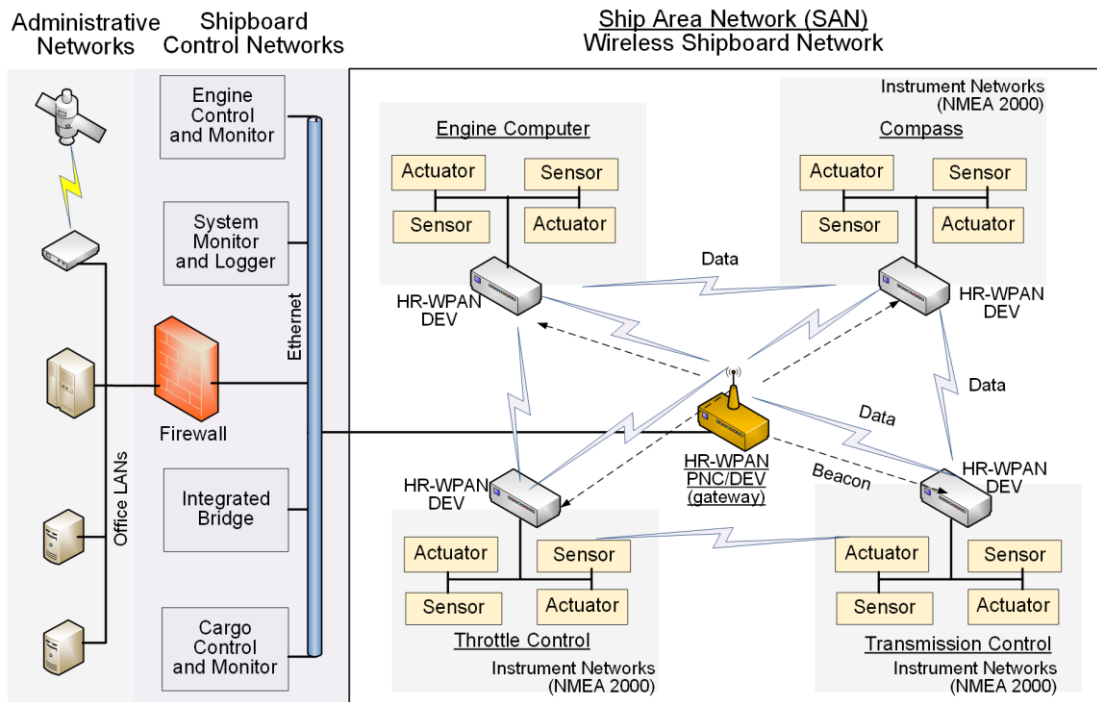 Administrative
Networks
Shipboard
Control Networks
Ship Area Network (SAN)
Wireless Shipboard Network
Engine
Control
and Monitor
System
Monitor
and Logger
Ethernet
Firewall
Office LANs
Integrated
Bridge
Cargo
Control
and Monitor
Engine Computer
Actuator
Sensor
Sensor
Actuator
HR-WPAN
DEV
Instrument Networks
(NMEA 2000)
Compass
Actuator
Sensor
Sensor
Actuator
HR-WPAN
DEV
Data
Data
Data
Beacon
HR-WPAN
PNC/DEV
(gateway)
HR-WPAN
DEV
Actuator
Sensor
Sensor
Actuator
Throttle Control
Instrument Networks
(NMEA 2000)
HR-WPAN
DEV
Actuator
Sensor
Sensor
Actuator
Transmission Control
Instrument Networks
(NMEA 2000)